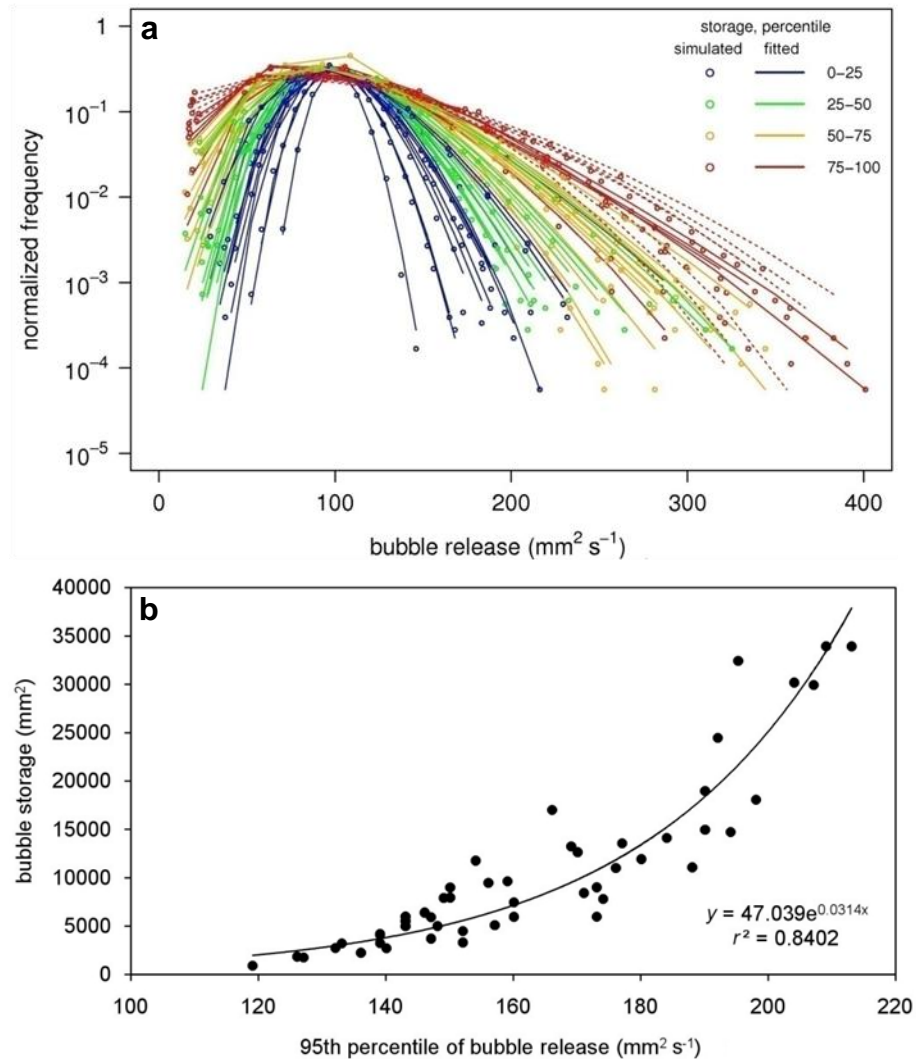 a
storage, percentile
simulated fitted
0−25
25−50
50−75
75−100
1
10⁻¹
10⁻²
10⁻³
10⁻⁴
10⁻⁵
normalized frequency
0 100 200 300 400
bubble release (mm² s⁻¹)
b
40000
35000
30000
25000
20000
15000
10000
5000
0
bubble storage (mm²)
y = 47.039e^0.0314x
r² = 0.8402
100 120 140 160 180 200 220
95th percentile of bubble release (mm² s⁻¹)